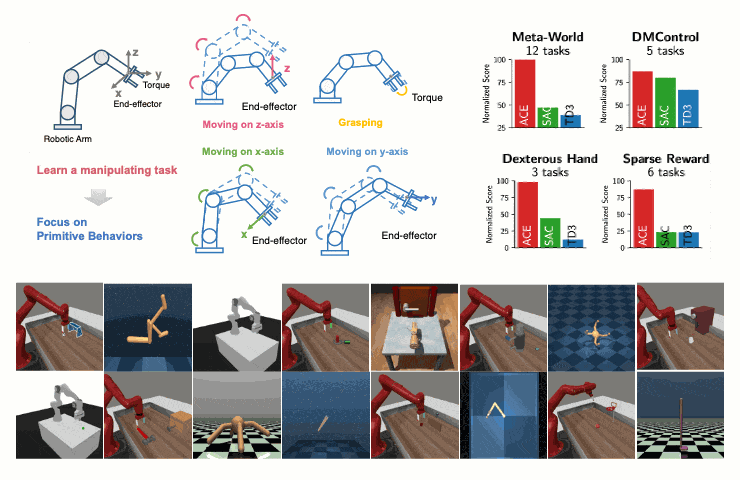 z
y
x
Torque
End-effector
Robotic Arm
Learn a manipulating task
Focus on
Primitive Behaviors
z
End-effector
Moving on z-axis
Torque
Grasping
Moving on x-axis
x
End-effector
Moving on y-axis
y
End-effector
Meta-World
12 tasks
Normalized Score
100
75
50
25
ACE
SAC
TD3
DMControl
5 tasks
Normalized Score
100
75
50
25
ACE
SAC
TD3
Dexterous Hand
3 tasks
Normalized Score
100
75
50
25
0
ACE
SAC
TD3
Sparse Reward
6 tasks
Normalized Score
100
75
50
25
0
ACE
SAC
TD3